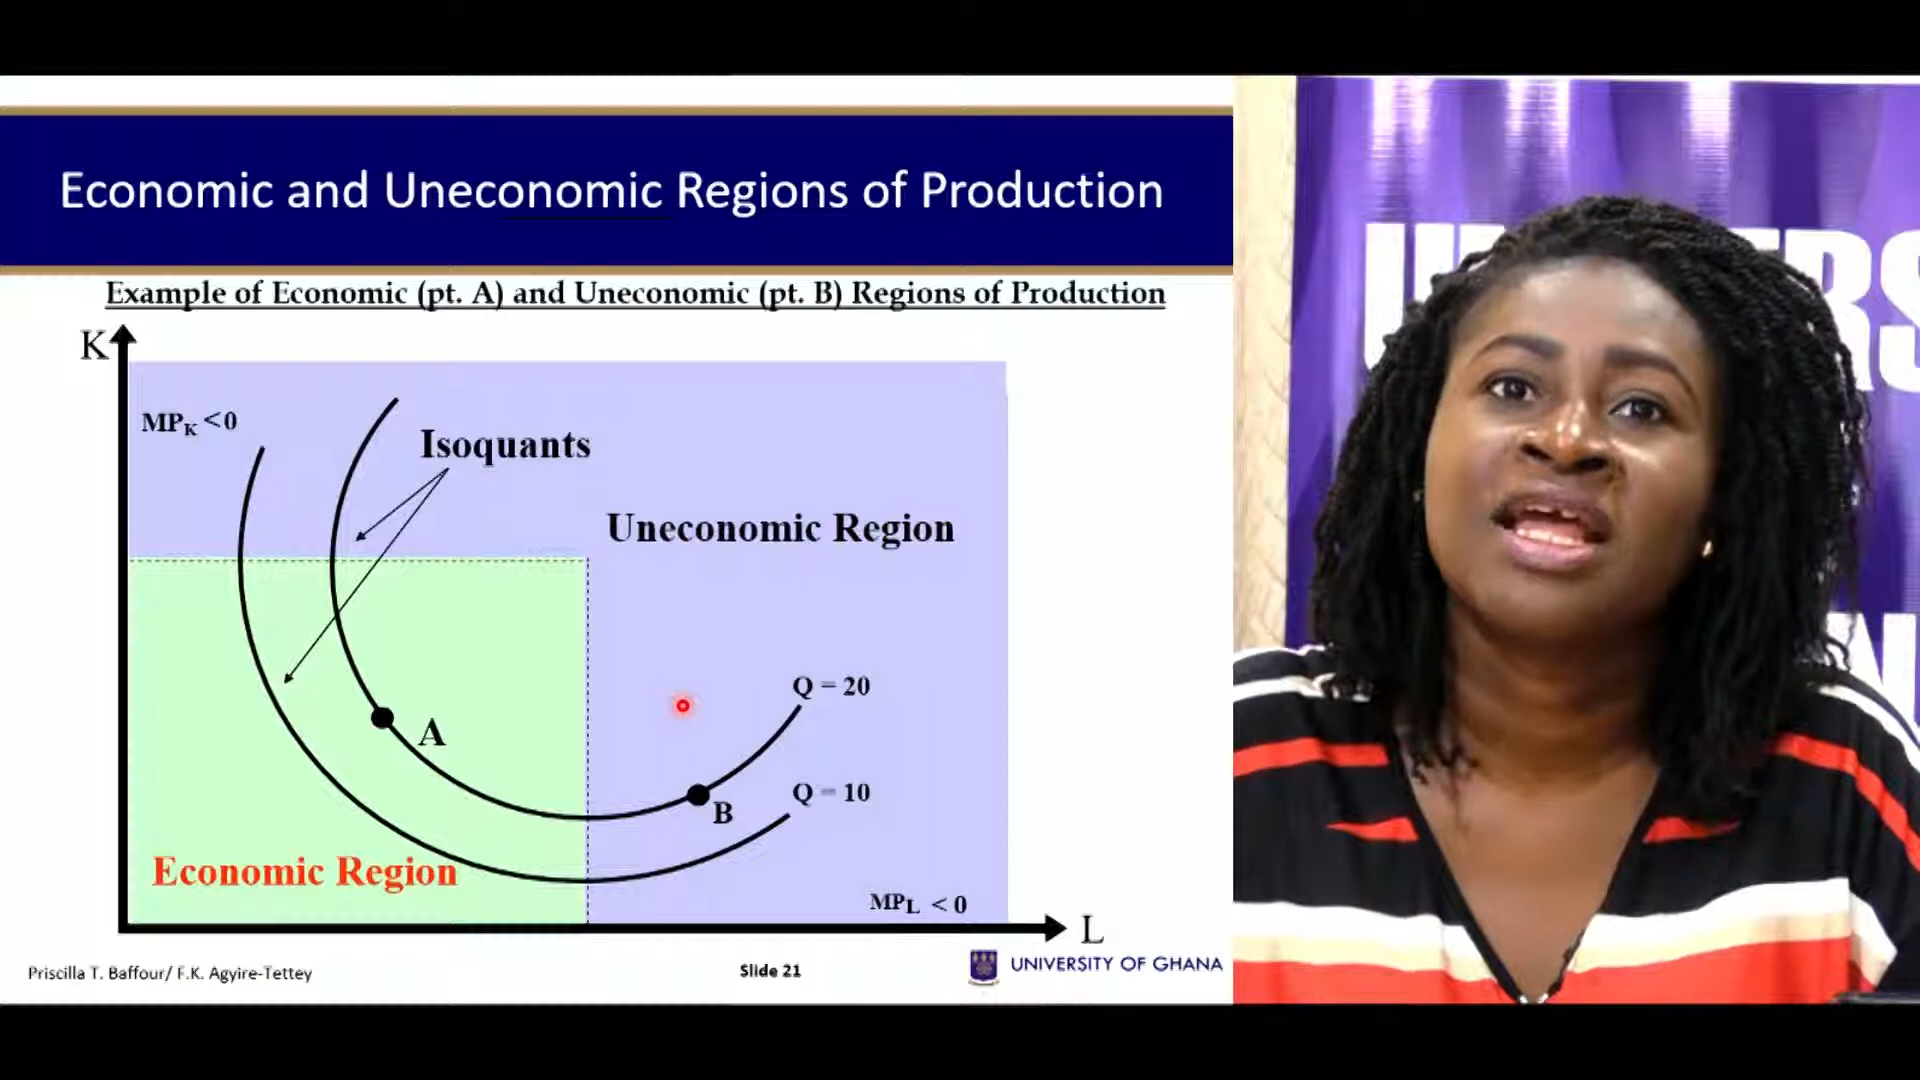 Economic and Uneconomic Regions of Production
Example of Economic (pt. A) and Uneconomic (pt. B) Regions of Production
K
MPK <0
Isoquants
Uneconomic Region
Q = 20
A
Q = 10
B
Economic Region
MPL < 0
L
Priscilla T. Baffour/ F.K. Agyire-Tettey
Slide 21
UNIVERSITY OF GHANA